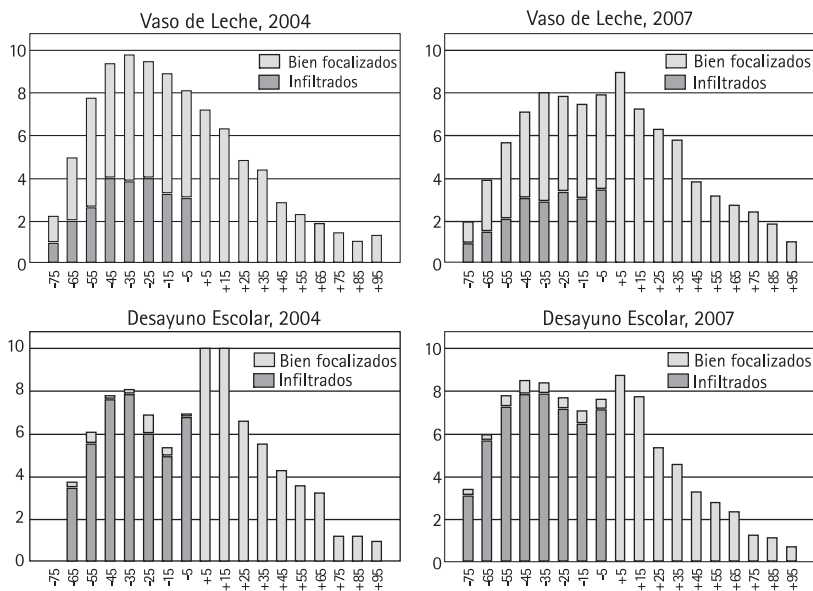 Vaso de Leche, 2004
10
8
6
4
2
0
Bien focalizados
Infiltrados
-75 -65 -55 -45 -35 -25 -15 -5 +5 +15 +25 +35 +45 +55 +65 +75 +85 +95
Vaso de Leche, 2007
10
8
6
4
2
0
Bien focalizados
Infiltrados
-75 -65 -55 -45 -35 -25 -15 -5 +5 +15 +25 +35 +45 +55 +65 +75 +85 +95
Desayuno Escolar, 2004
10
8
6
4
2
0
Bien focalizados
Infiltrados
-75 -65 -55 -45 -35 -25 -15 -5 +5 +15 +25 +35 +45 +55 +65 +75 +85 +95
Desayuno Escolar, 2007
10
8
6
4
2
0
Bien focalizados
Infiltrados
-75 -65 -55 -45 -35 -25 -15 -5 +5 +15 +25 +35 +45 +55 +65 +75 +85 +95